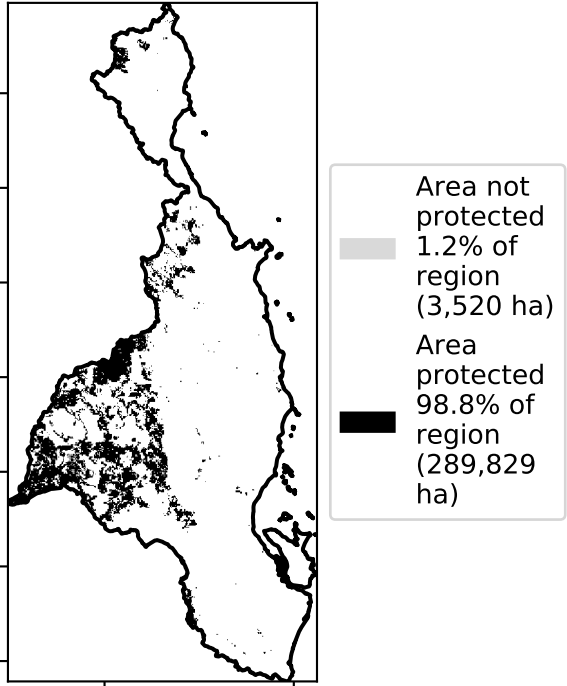 Area not
protected
1.2% of
region
(3,520 ha)
Area
protected
98.8% of
region
(289,829
ha)